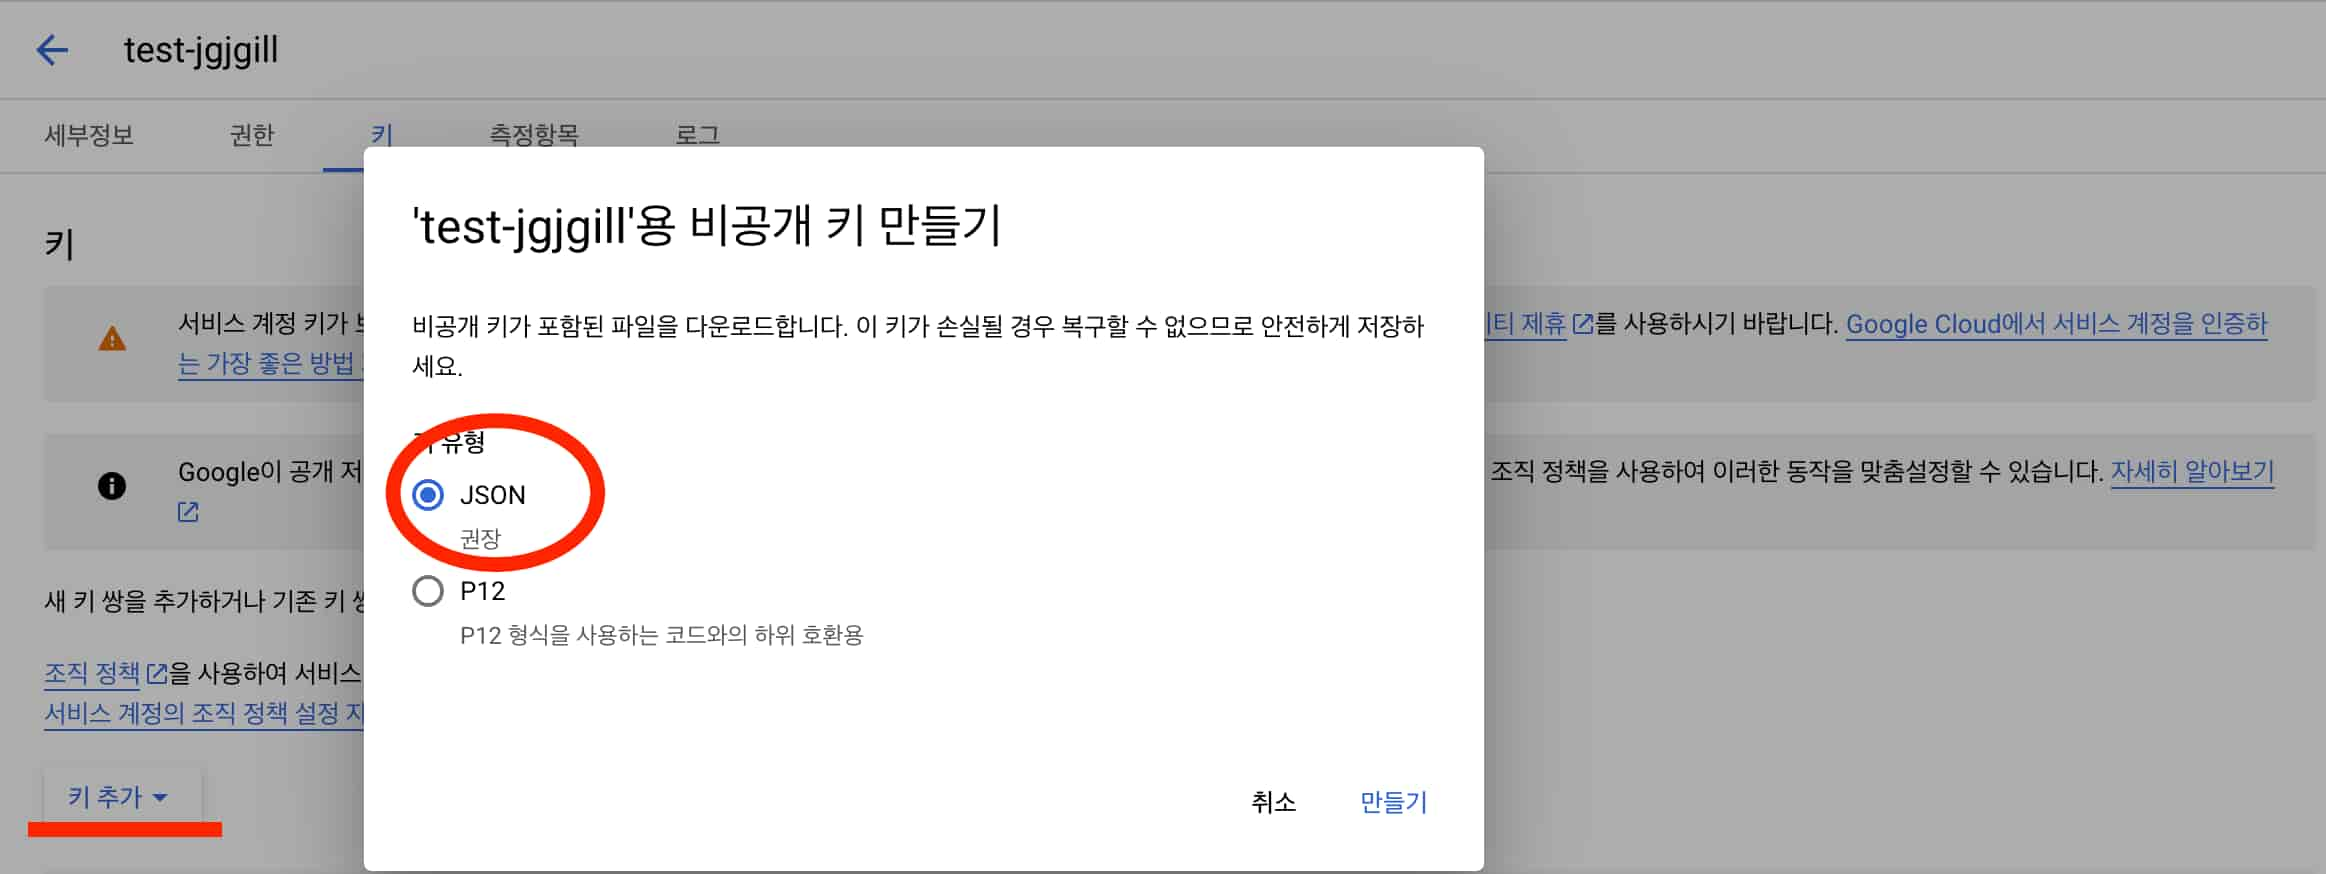 test-jgjgill
세부정보 권한 키 측정항목 로그
키
서비스 계정 키가
는 가장 좋은 방법
티 제휴 를 사용하시기 바랍니다. Google Cloud에서 서비스 계정을 인증하
Google이 공개 저
조직 정책을 사용하여 이러한 동작을 맞춤설정할 수 있습니다. 자세히 알아보기
새 키 쌍을 추가하거나 기존 키
조직 정책 을 사용하여 서비스
서비스 계정의 조직 정책 설정
키 추가
'test-jgjgill'용 비공개 키 만들기
비공개 키가 포함된 파일을 다운로드합니다. 이 키가 손실될 경우 복구할 수 없으므로 안전하게 저장하
세요.
유형
JSON
권장
P12
P12 형식을 사용하는 코드와의 하위 호환용
취소 만들기